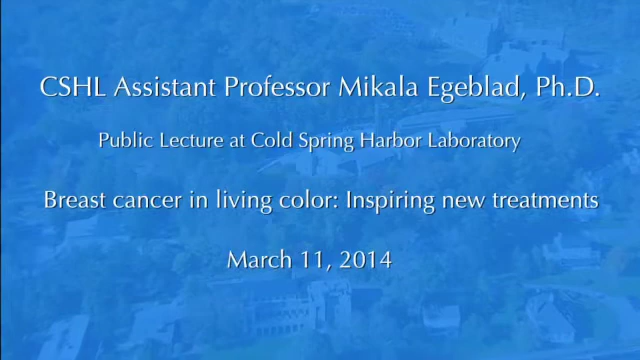 CSHL Assistant Professor Mikala Egeblad, Ph.D.
Public Lecture at Cold Spring Harbor Laboratory
Breast cancer in living color: Inspiring new treatments
March 11, 2014